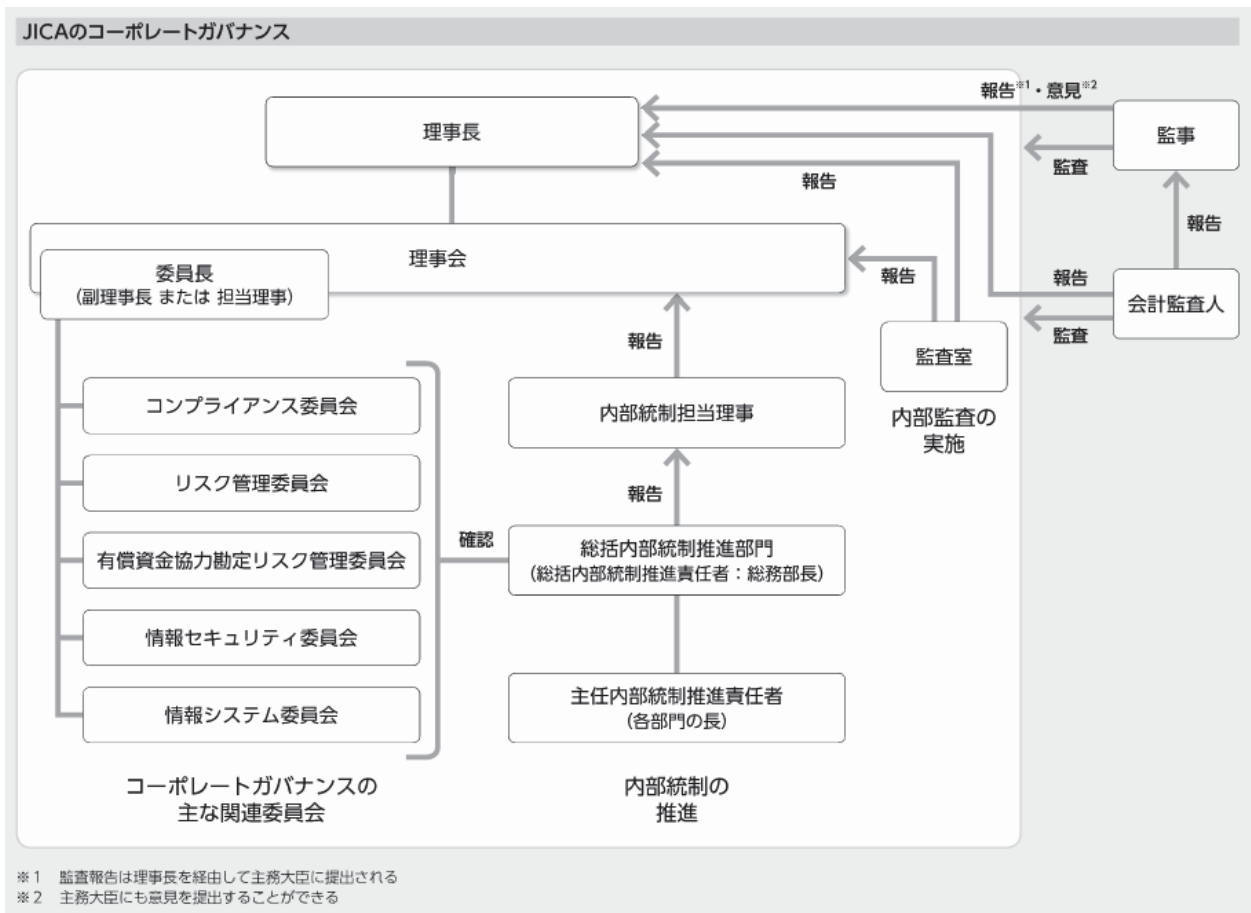 JICAのコーポレートガバナンス
報告※1・意見※2
理事長
監事
監査
報告
報告
理事会
委員長
(副理事長 または 担当理事)
報告
報告
会計監査人
監査
報告
監査室
コンプライアンス委員会
内部統制担当理事
内部監査の
実施
リスク管理委員会
報告
確認
総括内部統制推進部門
(総括内部統制推進責任者：総務部長)
有償資金協力勘定リスク管理委員会
情報セキュリティ委員会
主任内部統制推進責任者
(各部門の長)
情報システム委員会
コーポレートガバナンスの
主な関連委員会
内部統制の
推進
※1 監査報告は理事長を経由して主務大臣に提出される
※2 主務大臣にも意見を提出することができる